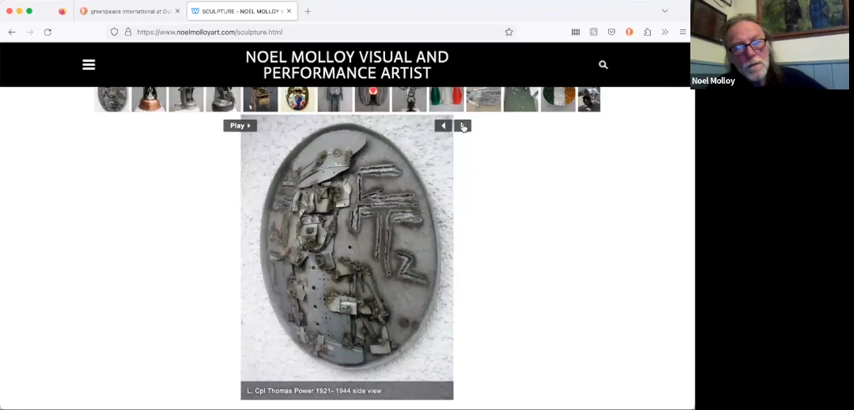 greenpeace international at Du
SCULPTURE - NOEL MOLLOY V
https://www.noelmolloyart.com/sculpture.html
NOEL MOLLOY VISUAL AND
PERFORMANCE ARTIST
Noel Molloy
Play
L. Cpl Thomas Power 1921- 1944 side view